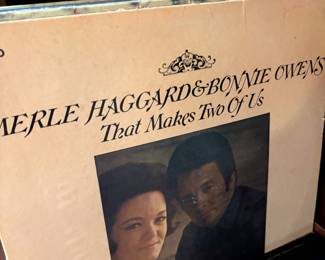 MERLE HAGGARD & BONNIE OWENS
That Makes Two Of Us